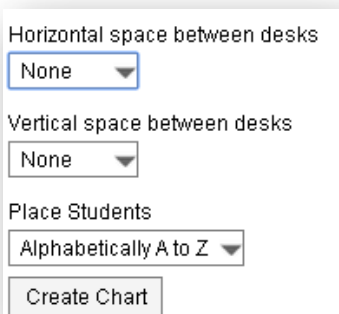 Horizontal space between desks
None
Vertical space between desks
None
Place Students
Alphabetically A to Z
Create Chart